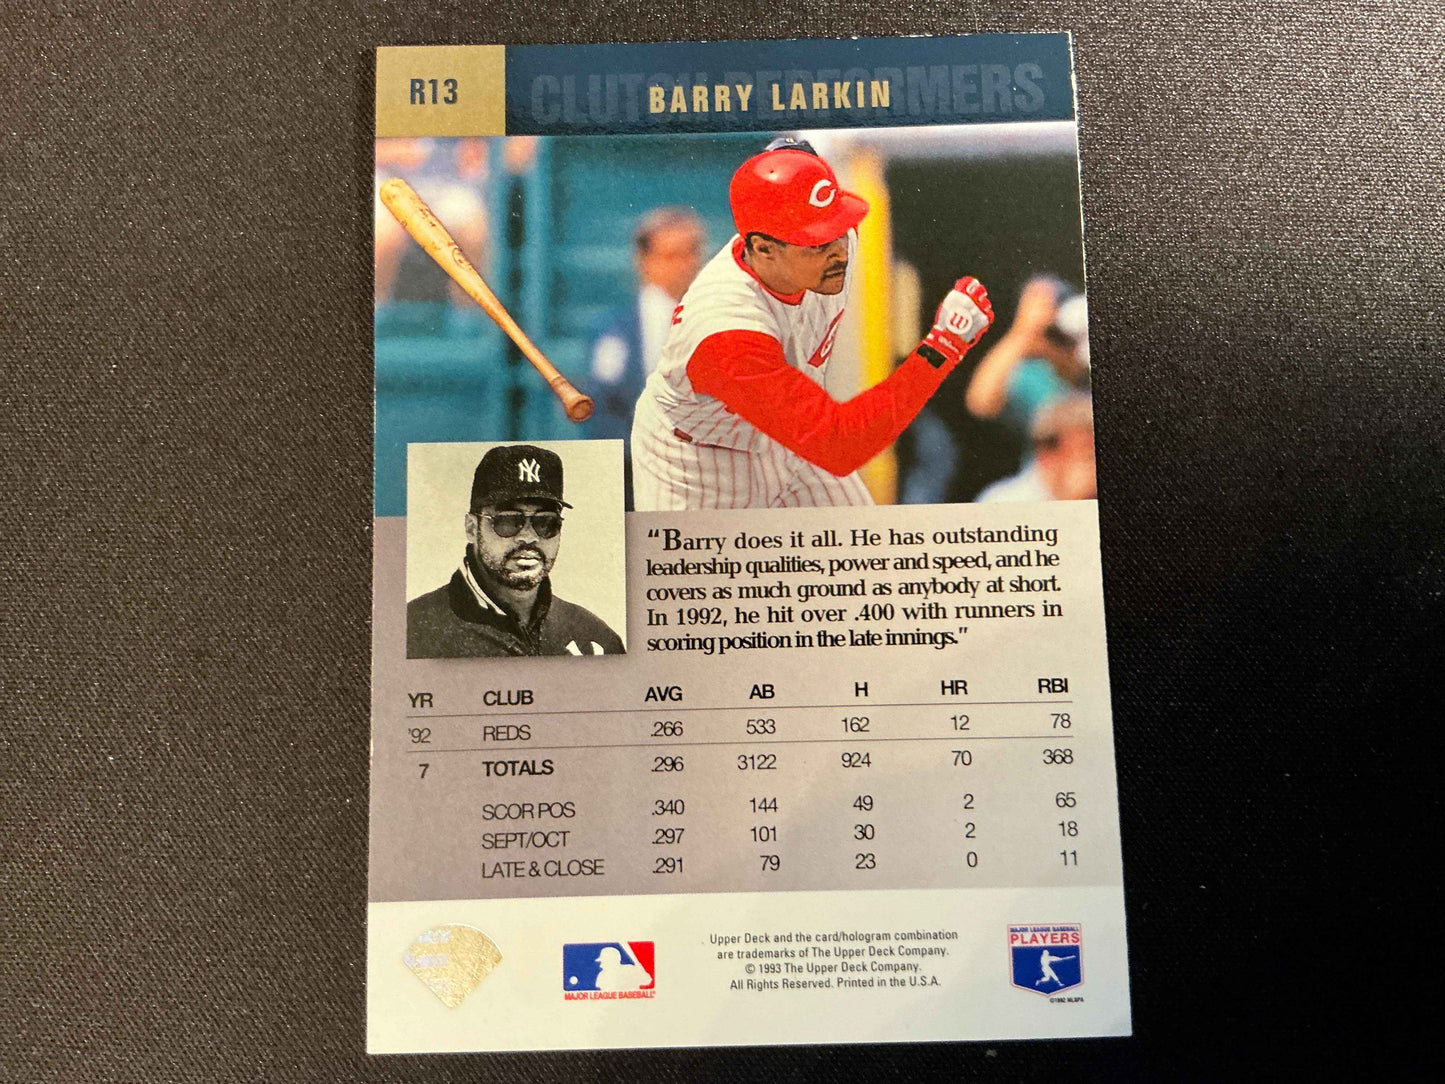 R13
CLUTCH PERFORMERS
BARRY LARKIN
C
W
NY
"Barry does it all. He has outstanding
leadership qualities, power and speed, and he
covers as much ground as anybody at short.
In 1992, he hit over .400 with runners in
scoring position in the late innings."
YR CLUB AVG AB H HR RBI
'92 REDS .266 533 162 12 78
7 TOTALS .296 3122 924 70 368
SCOR POS .340 144 49 2 65
SEPT/OCT .297 101 30 2 18
LATE & CLOSE .291 79 23 0 11
MAJOR LEAGUE BASEBALL
Upper Deck and the card/hologram combination
are trademarks of The Upper Deck Company.
© 1993 The Upper Deck Company.
All Rights Reserved. Printed in the U.S.A.
MAJOR LEAGUE BASEBALL
PLAYERS
©1992 MLBPA